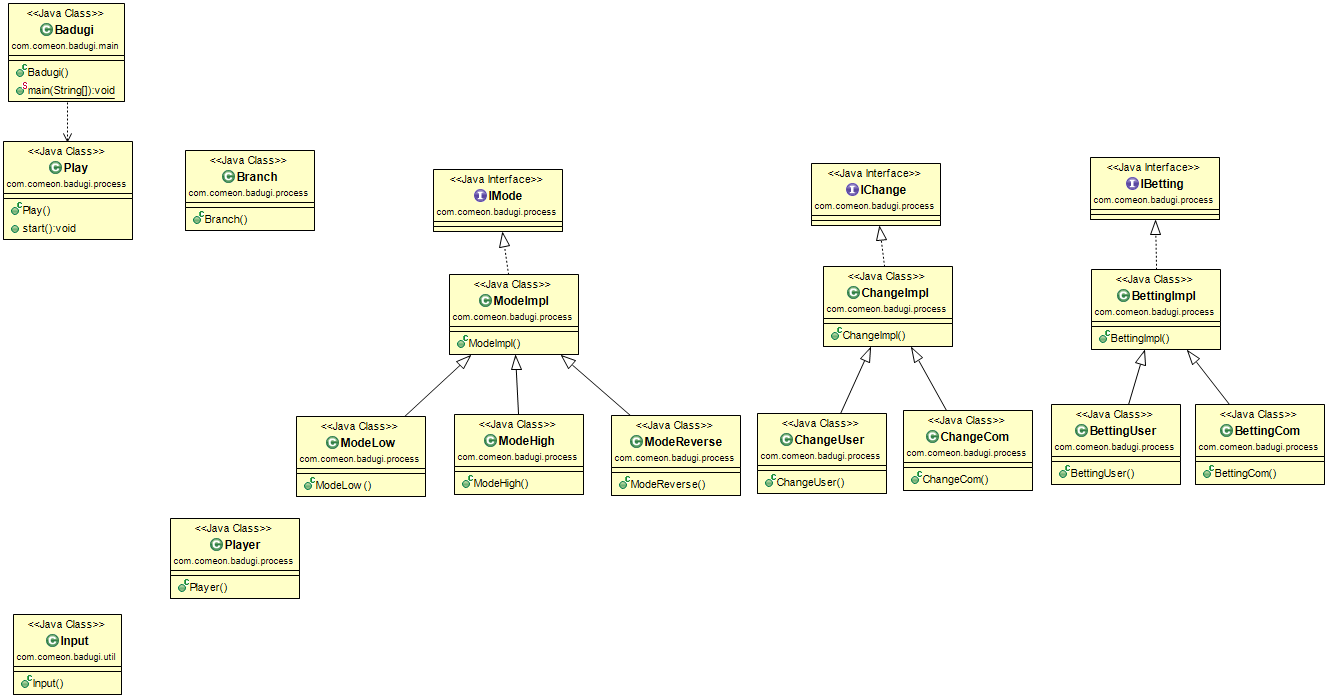 <<Java Class>>
Badugi
com.comeon.badugi.main
Badugi()
main(String[]):void
<<Java Class>>
Play
com.comeon.badugi.process
Play()
start():void
<<Java Class>>
Branch
com.comeon.badugi.process
Branch()
<<Java Interface>>
IMode
com.comeon.badugi.process
<<Java Interface>>
IChange
com.comeon.badugi.process
<<Java Interface>>
IBetting
com.comeon.badugi.process
<<Java Class>>
ModeImpl
com.comeon.badugi.process
ModeImpl()
<<Java Class>>
ChangeImpl
com.comeon.badugi.process
ChangeImpl()
<<Java Class>>
BettingImpl
com.comeon.badugi.process
BettingImpl()
<<Java Class>>
ModeLow
com.comeon.badugi.process
ModeLow()
<<Java Class>>
ModeHigh
com.comeon.badugi.process
ModeHigh()
<<Java Class>>
ModeReverse
com.comeon.badugi.process
ModeReverse()
<<Java Class>>
ChangeUser
com.comeon.badugi.process
ChangeUser()
<<Java Class>>
ChangeCom
com.comeon.badugi.process
ChangeCom()
<<Java Class>>
BettingUser
com.comeon.badugi.process
BettingUser()
<<Java Class>>
BettingCom
com.comeon.badugi.process
BettingCom()
<<Java Class>>
Player
com.comeon.badugi.process
Player()
<<Java Class>>
Input
com.comeon.badugi.util
Input()